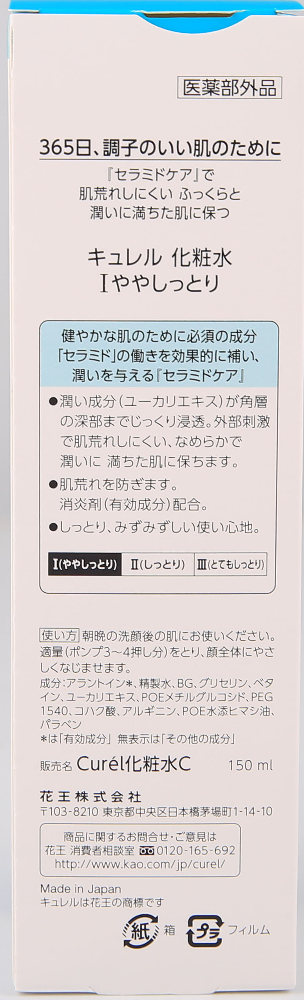 医薬部外品
365日、調子のいい肌のために
『セラミドケア』で
肌荒れしにくい ふっくらと
潤いに満ちた肌に保つ
キュレル 化粧水
Ⅰややしっとり
健やかな肌のために必須の成分
「セラミド」の働きを効果的に補い、
潤いを与える『セラミドケア』
●潤い成分(ユーカリエキス)が角層
の深部までじっくり浸透。外部刺激
で肌荒れしにくい、なめらかで
潤いに 満ちた肌に保ちます。
●肌荒れを防ぎます。
消炎剤(有効成分)配合。
●しっとり、みずみずしい使い心地。
Ⅰ(ややしっとり) Ⅱ(しっとり) Ⅲ(とてもしっとり)
使い方 朝晩の洗顔後の肌にお使いください。
適量(ポンプ3〜4押し分)をとり、顔全体にやさ
しくなじませます。
成分:アラントイン*、精製水、BG、グリセリン、ベタ
イン、ユーカリエキス、POEメチルグルコシド、PEG
1540、コハク酸、アルギニン、POE水添ヒマシ油、
パラベン
*は「有効成分」 無表示は「その他の成分」
販売名 Curél化粧水C 150 ml
花王株式会社
〒103-8210 東京都中央区日本橋茅場町1-14-10
商品に関するお問合せ・ご意見は
花王 消費者相談室 0120-165-692
http://www.kao.com/jp/curel/
Made in Japan
キュレルは花王の商標です
紙 箱 プラ フィルム